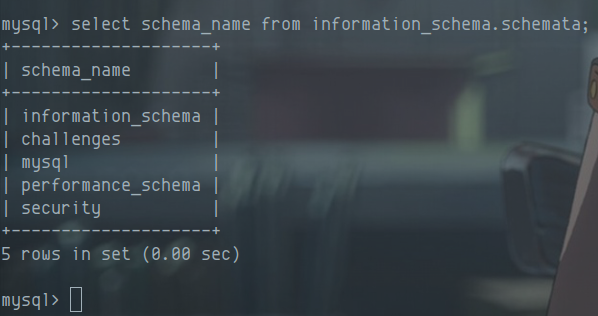 mysql> select schema_name from information_schema.schemata;
+--------------------+
| schema_name        |
+--------------------+
| information_schema |
| challenges         |
| mysql              |
| performance_schema |
| security           |
+--------------------+
5 rows in set (0.00 sec)
mysql>